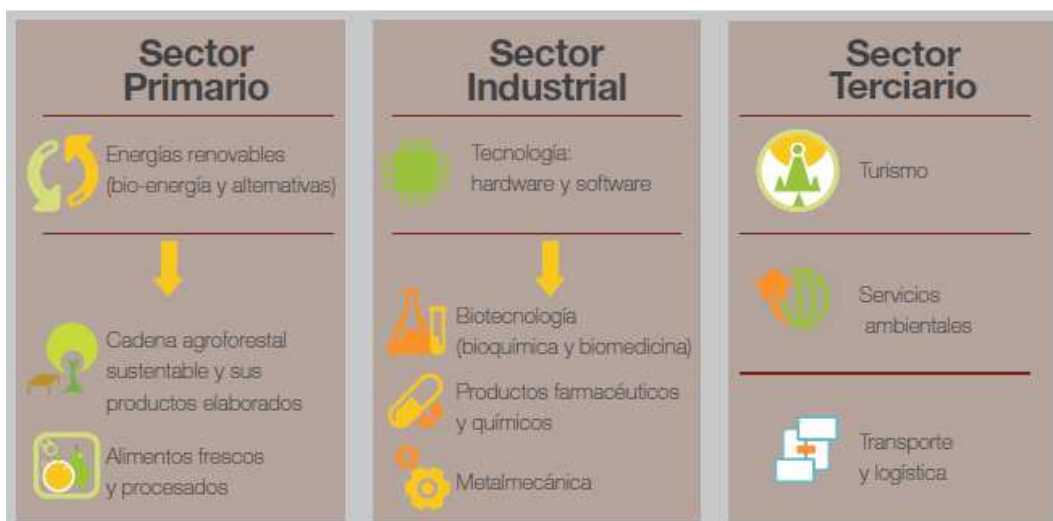 Sector
Primario
Energías renovables
(bio-energía y alternativas)
Cadena agroforestal
sustentable y sus
productos elaborados
Alimentos frescos
y procesados
Sector
Industrial
Tecnología:
hardware y software
Biotecnología
(bioquímica y biomedicina)
Productos farmacéuticos
y químicos
Metalmecánica
Sector
Terciario
Turismo
Servicios
ambientales
Transporte
y logística